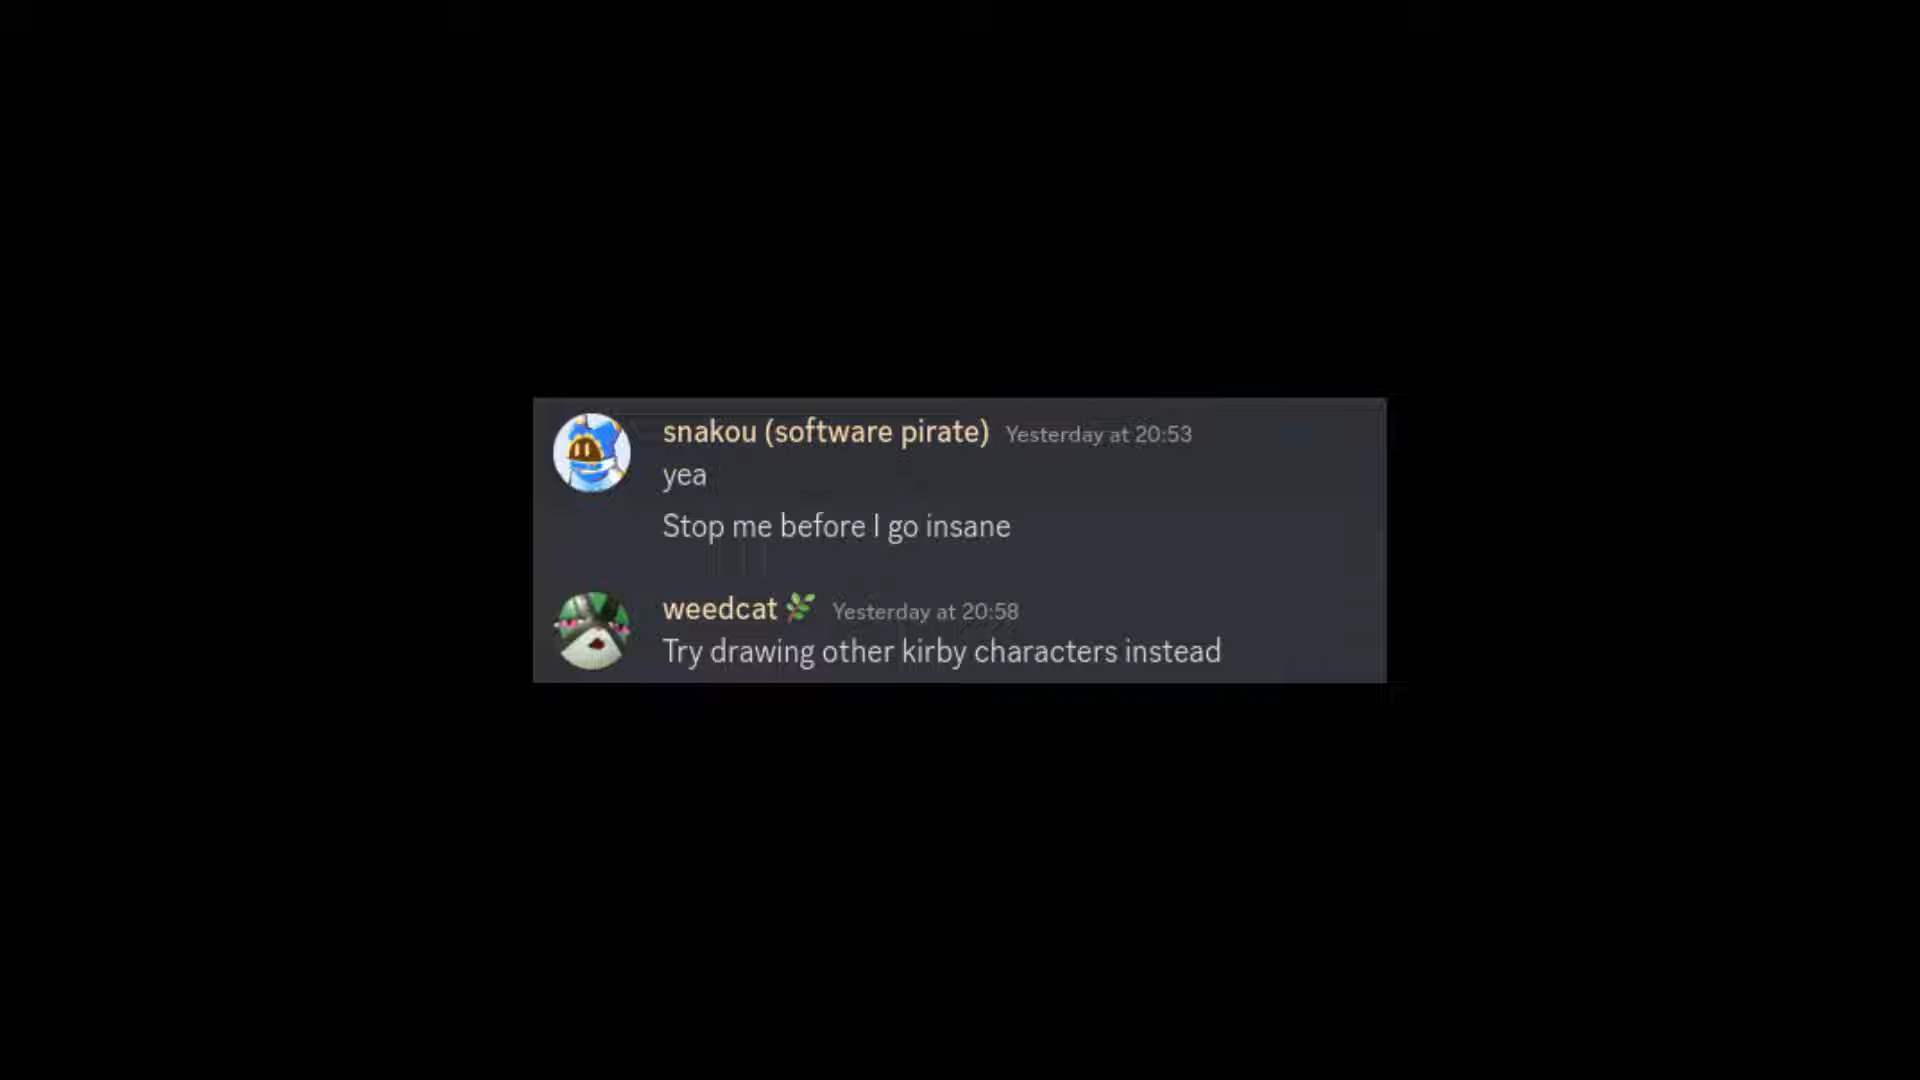 snakou (software pirate) Yesterday at 20:53
yea
Stop me before I go insane
weedcat 🌿 Yesterday at 20:58
Try drawing other kirby characters instead